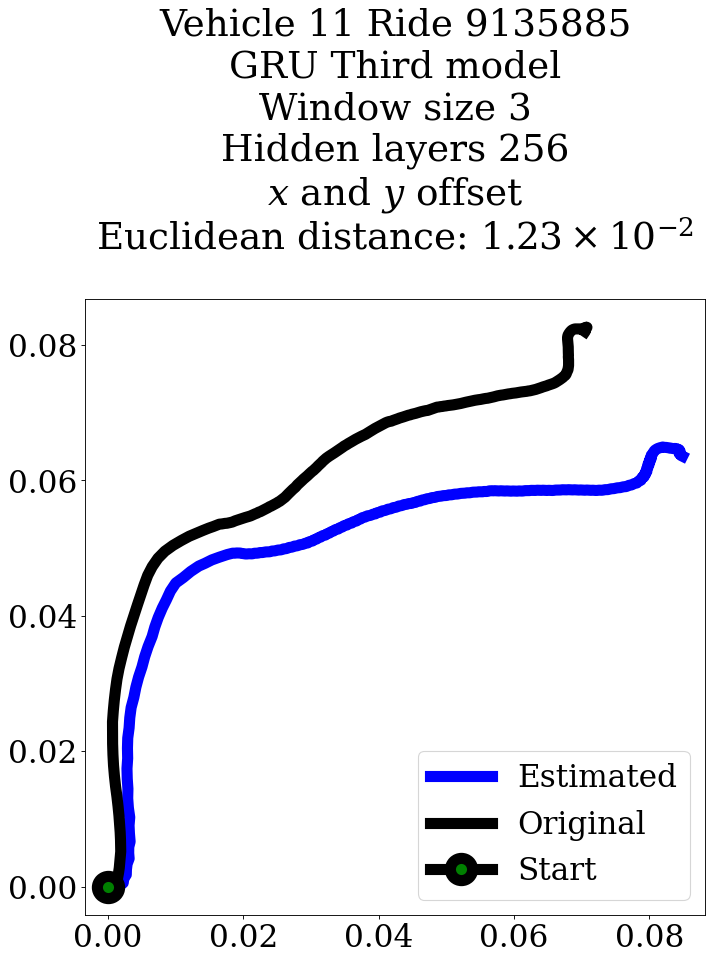 Vehicle 11 Ride 9135885
GRU Third model
Window size 3
Hidden layers 256
x and y offset
Euclidean distance: 1.23 × 10⁻²
0.08
0.06
0.04
0.02
0.00
Estimated
Original
Start
0.00 0.02 0.04 0.06 0.08